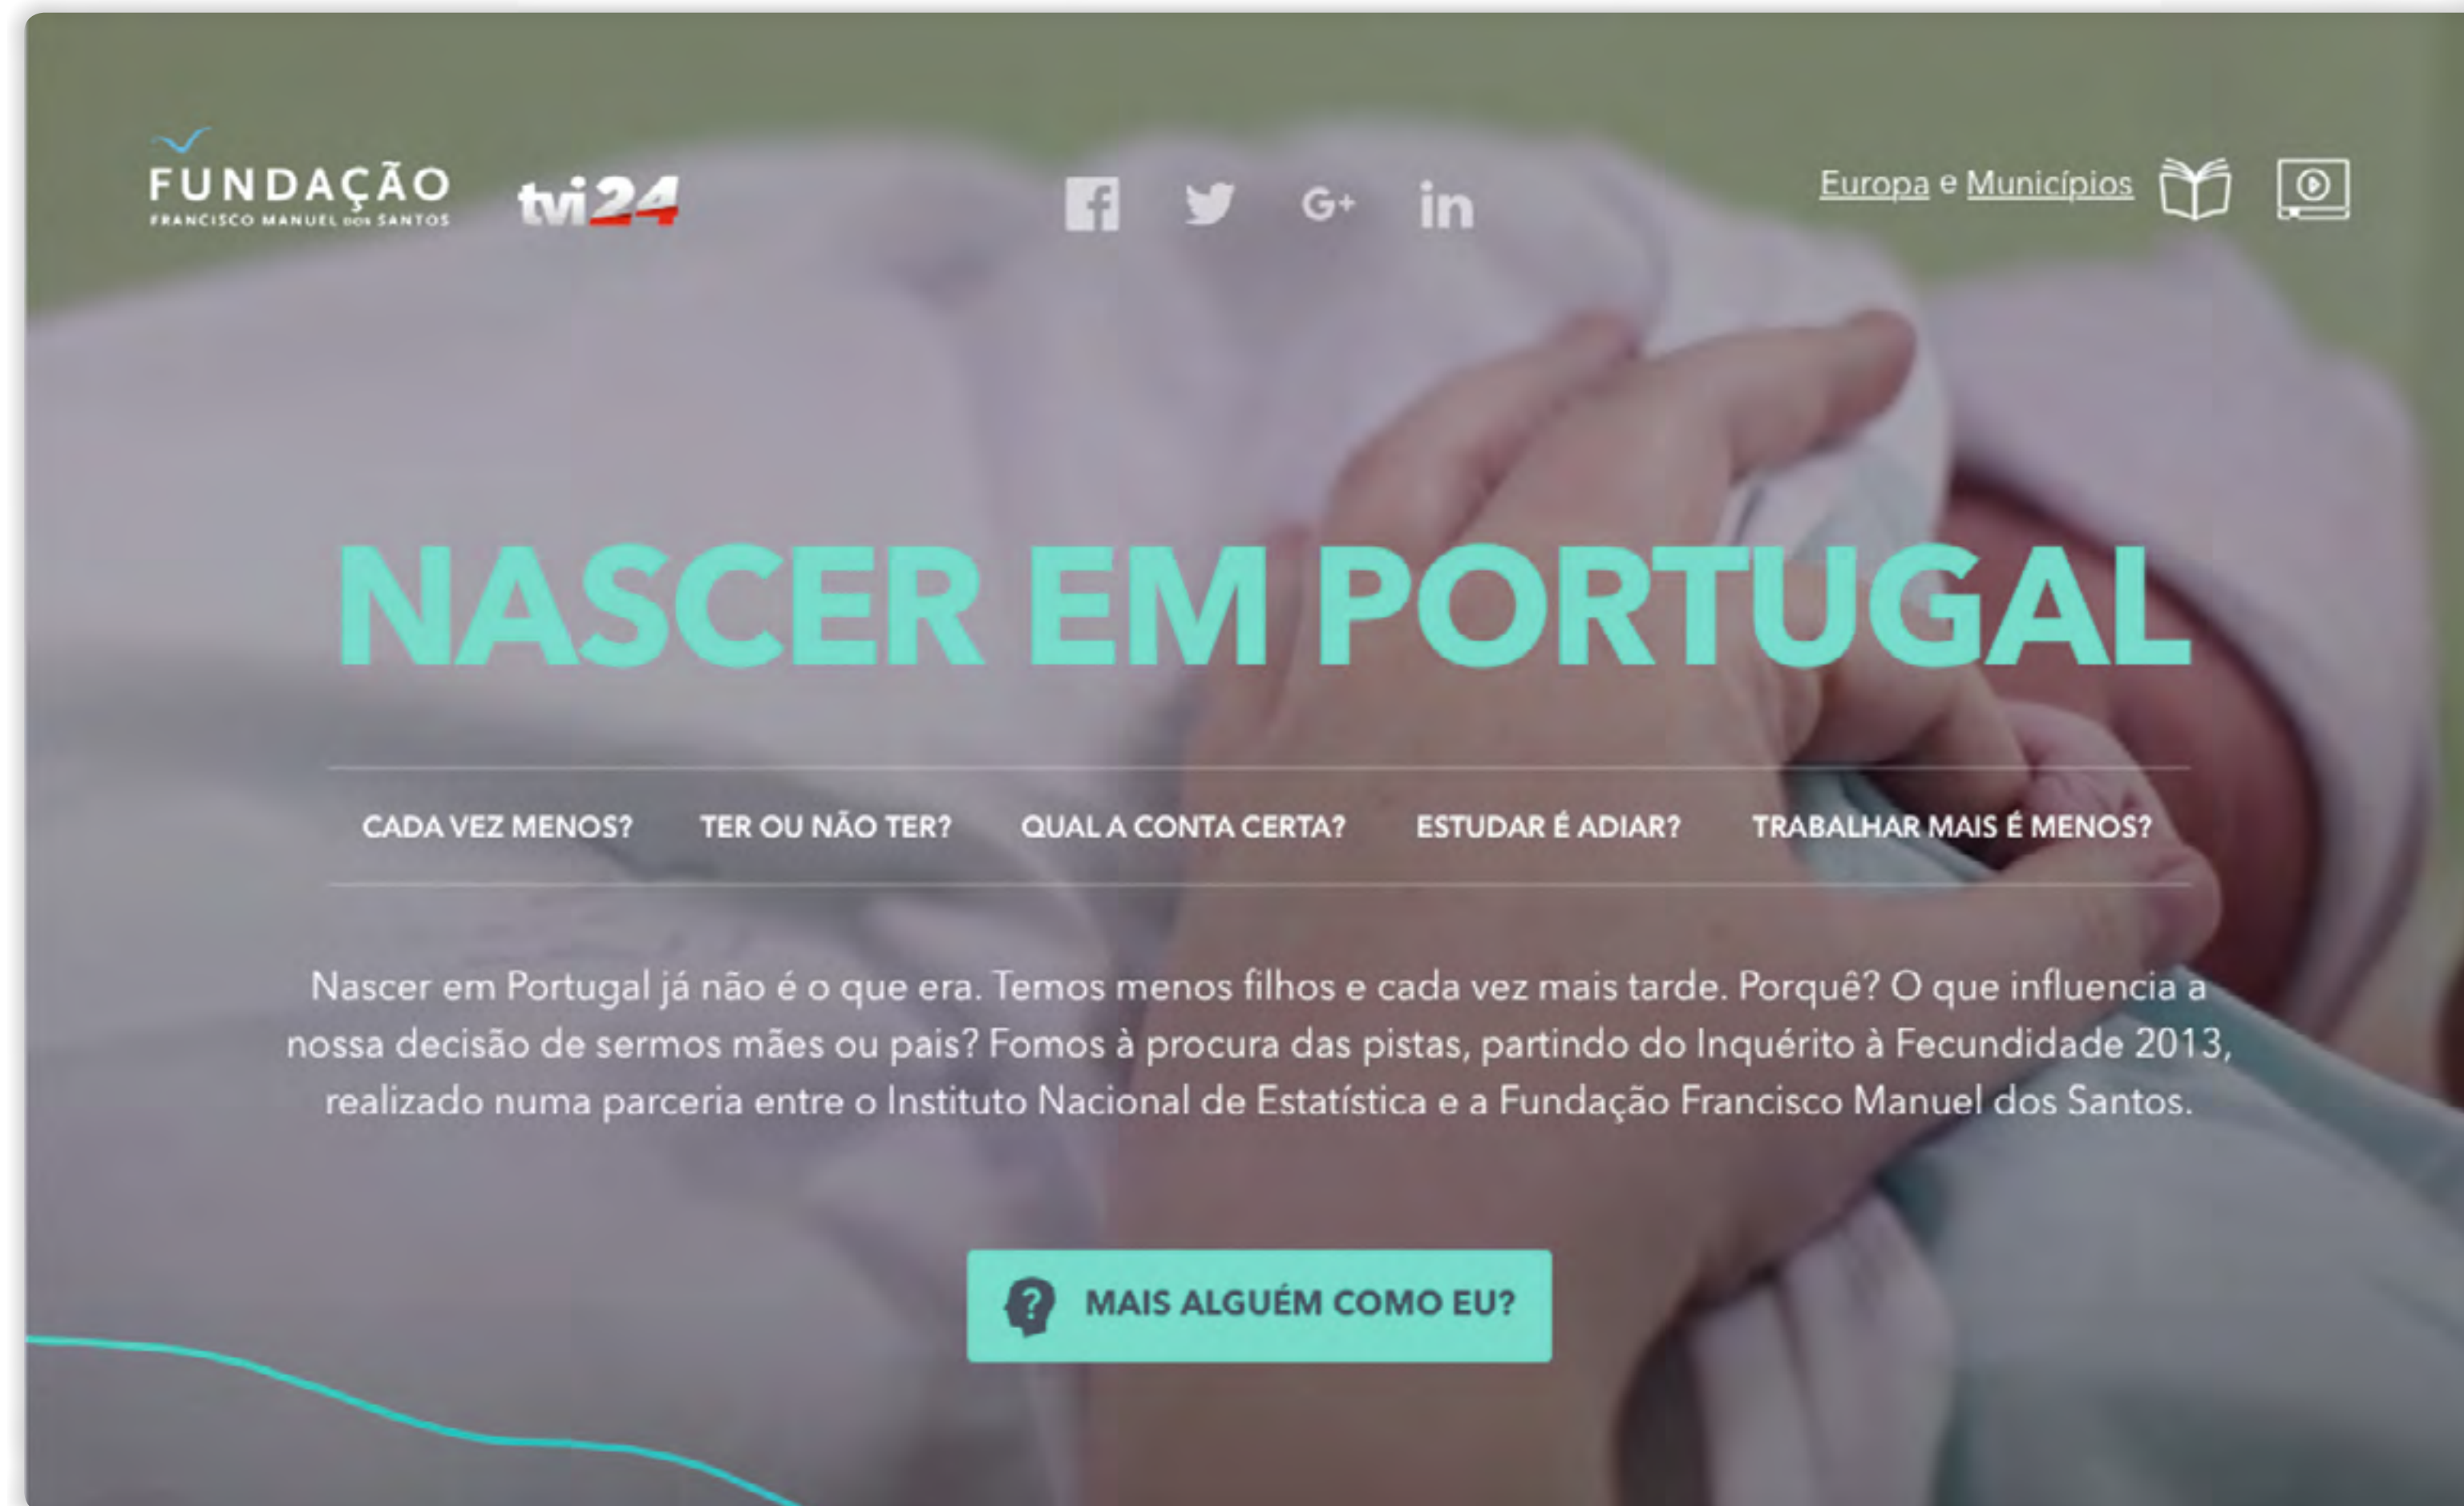 FUNDAÇÃO
FRANCISCO MANUEL DOS SANTOS
tvi24
G+
in
Europa e Municípios
NASCER EM PORTUGAL
CADA VEZ MENOS?
TER OU NÃO TER?
QUAL A CONTA CERTA?
ESTUDAR É ADIAR?
TRABALHAR MAIS É MENOS?
Nascer em Portugal já não é o que era. Temos menos filhos e cada vez mais tarde. Porquê? O que influencia a
nossa decisão de sermos mães ou pais? Fomos à procura das pistas, partindo do Inquérito à Fecundidade 2013,
realizado numa parceria entre o Instituto Nacional de Estatística e a Fundação Francisco Manuel dos Santos.
MAIS ALGUÉM COMO EU?